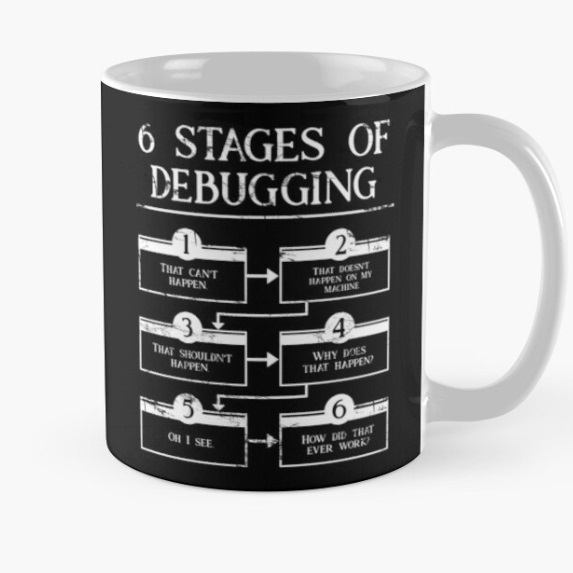 6 STAGES OF
DEBUGGING
1
THAT CAN'T
HAPPEN.
2
THAT DOESN'T
HAPPEN ON MY
MACHINE
3
THAT SHOULDN'T
HAPPEN
4
WHY DOES
THAT HAPPEN?
5
OH I SEE.
6
HOW DID THAT
EVER WORK?